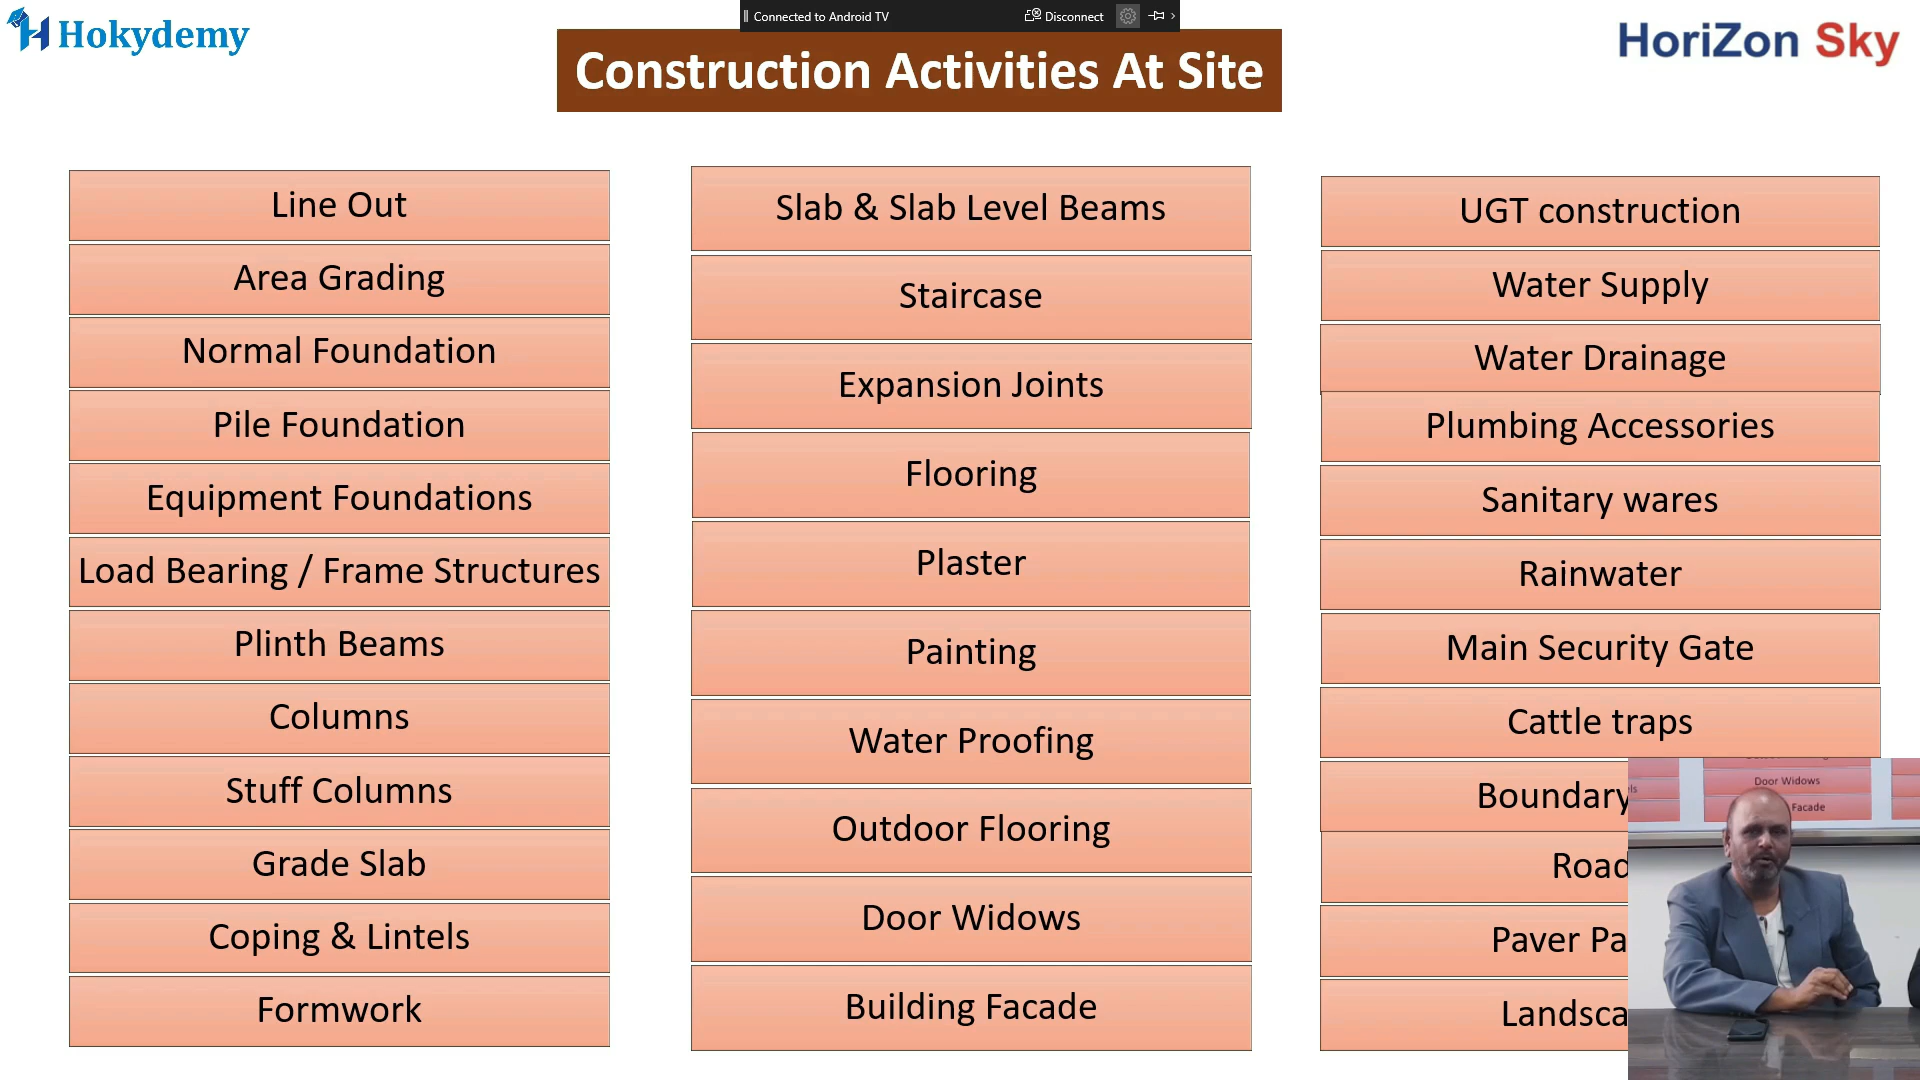 Connected to Android TV
Disconnect
Hokydemy
HoriZon Sky
Construction Activities At Site
Line Out
Area Grading
Normal Foundation
Pile Foundation
Equipment Foundations
Load Bearing / Frame Structures
Plinth Beams
Columns
Stuff Columns
Grade Slab
Coping & Lintels
Formwork
Slab & Slab Level Beams
Staircase
Expansion Joints
Flooring
Plaster
Painting
Water Proofing
Outdoor Flooring
Door Widows
Building Facade
UGT construction
Water Supply
Water Drainage
Plumbing Accessories
Sanitary wares
Rainwater
Main Security Gate
Cattle traps
Boundary
Road
Paver Pa
Landsca
Door Widows
Facade